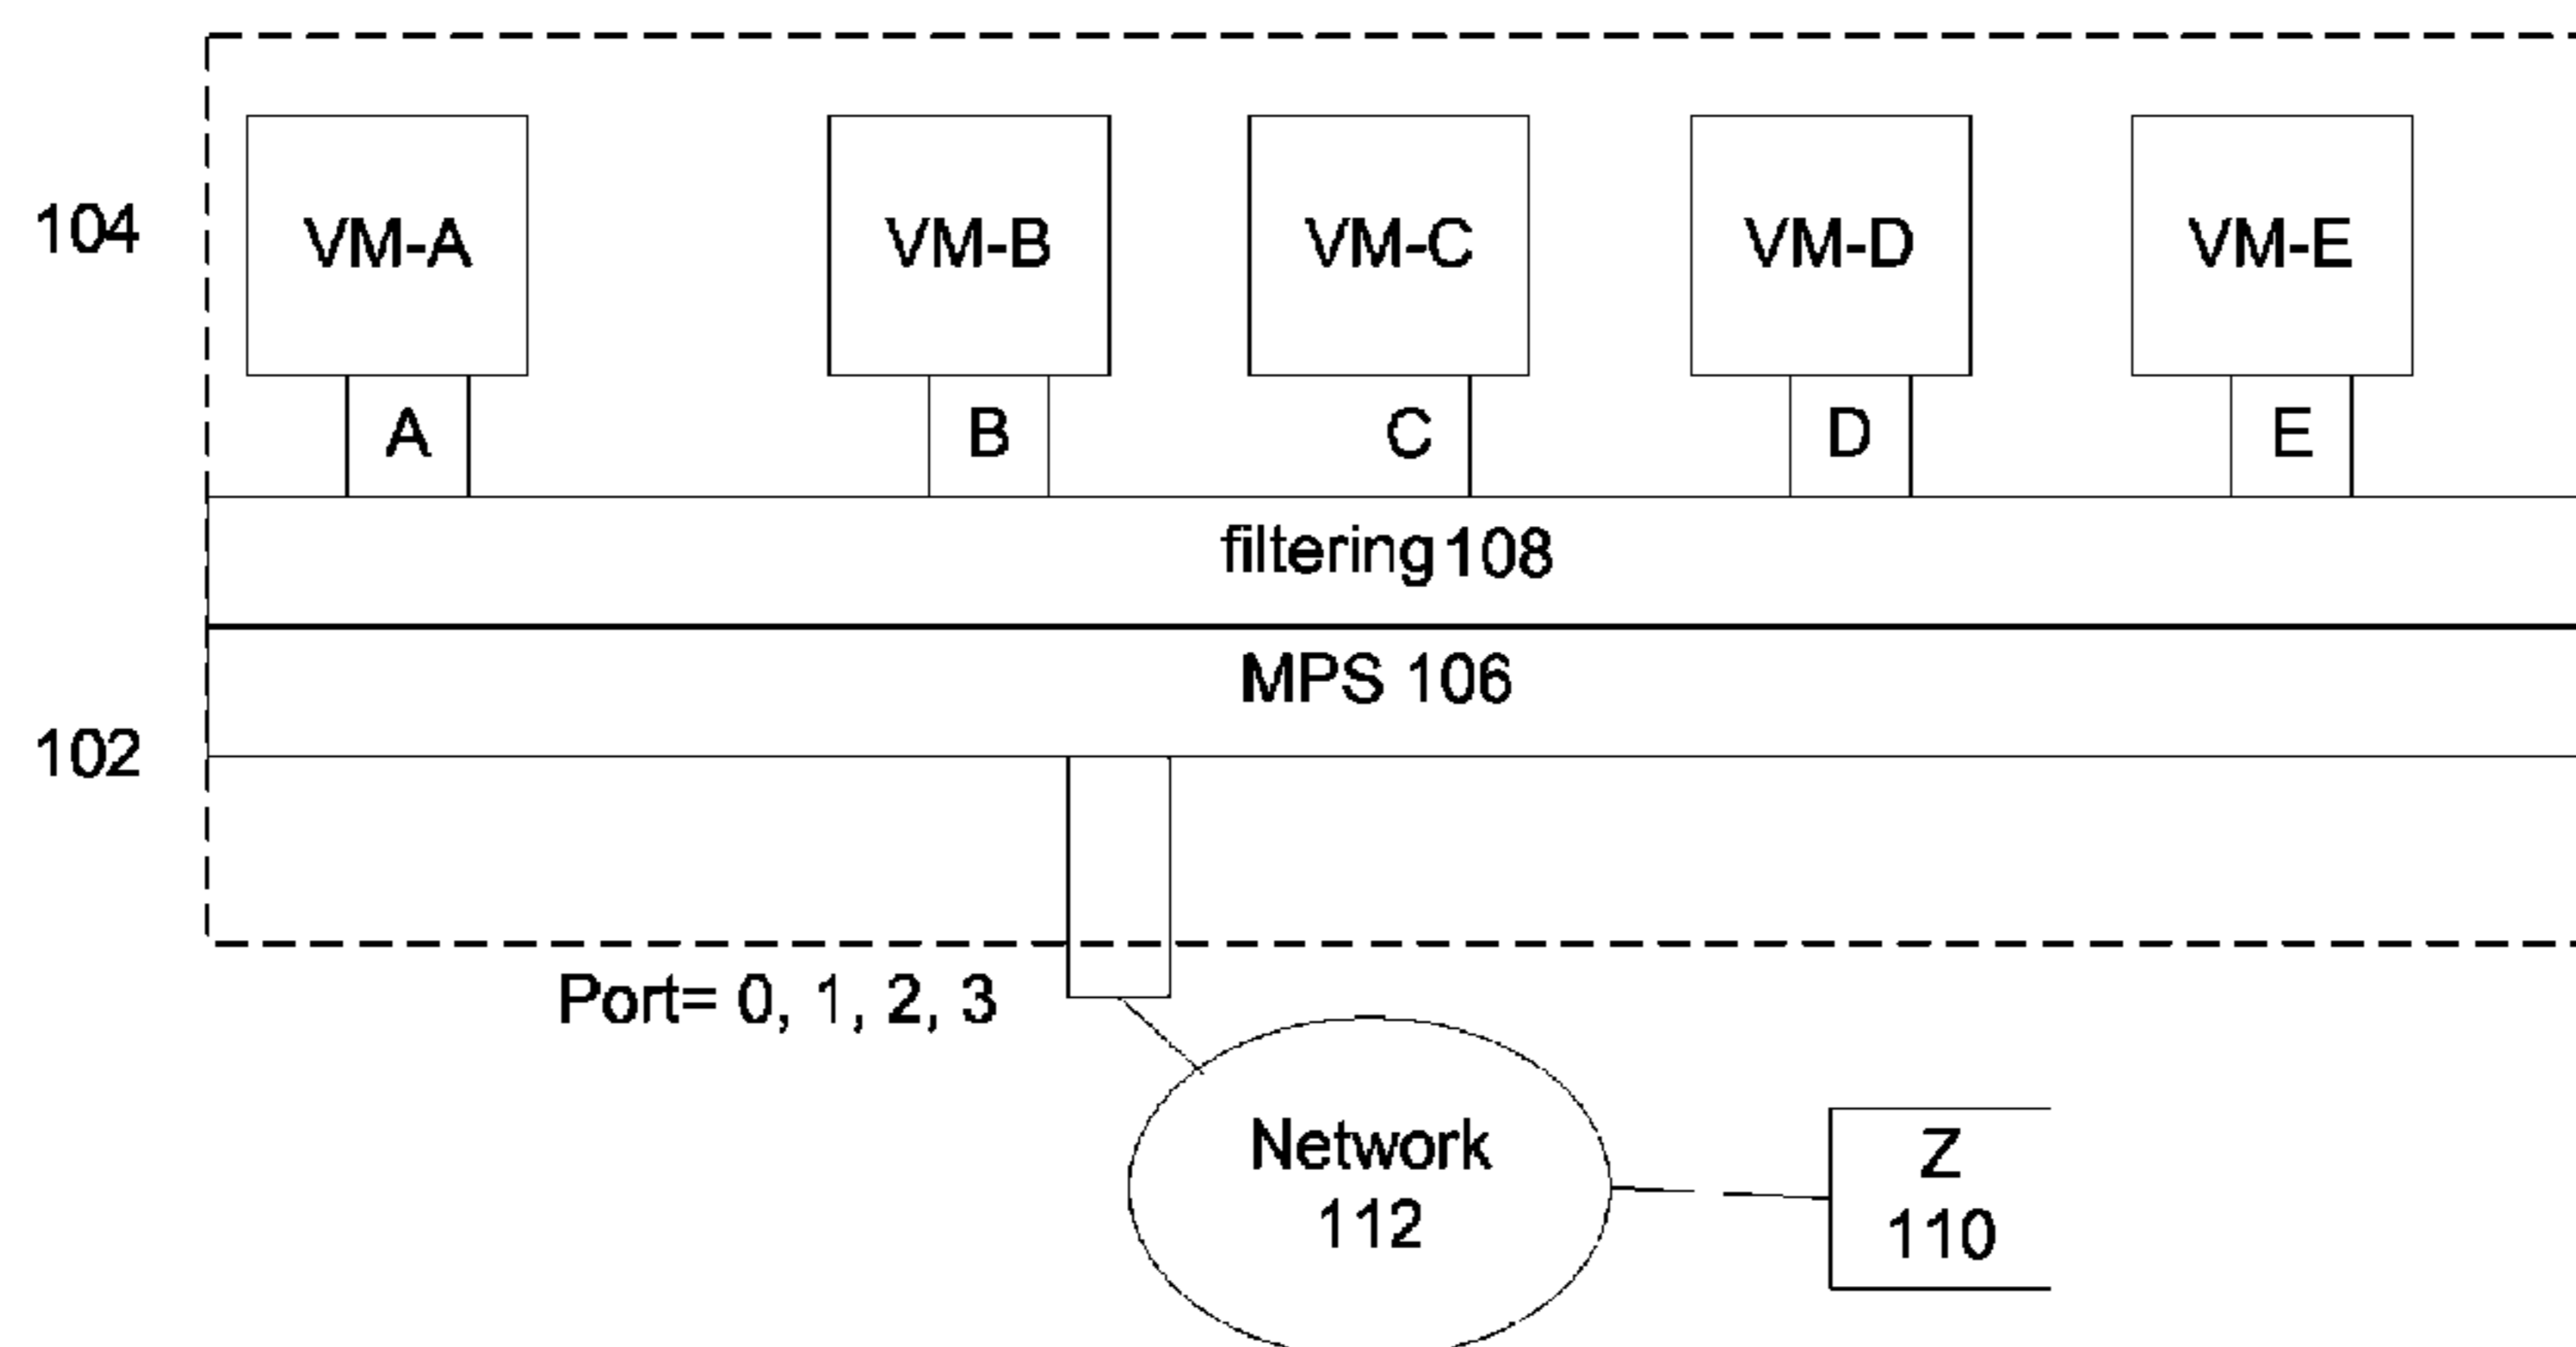 104
VM-A
VM-B
VM-C
VM-D
VM-E
A
B
C
D
E
filtering 108
MPS 106
102
Port= 0, 1, 2, 3
Network
112
Z
110